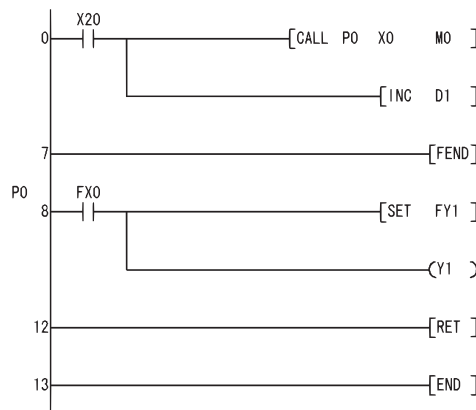 X20
0 [CALL P0 X0 M0]
[INC D1]
7 [FEND]
P0 FX0
8 [SET FY1]
(Y1)
12 [RET]
13 [END]